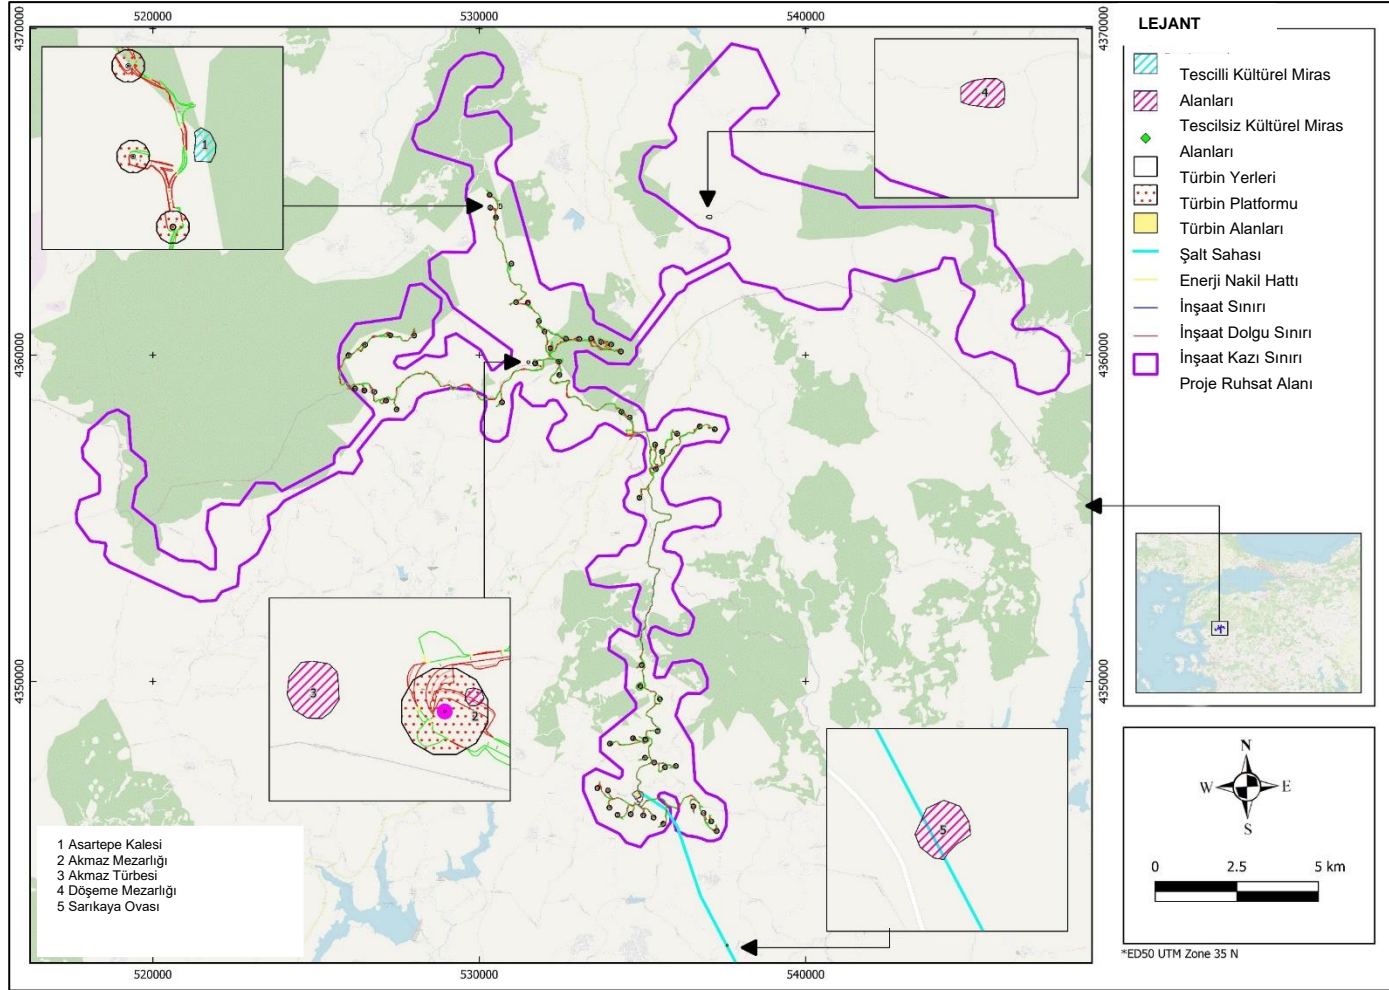 520000
530000
540000
4370000
4370000
4360000
4360000
4350000
4350000
520000
530000
540000
1
4
3
2
5
1 Asartepe Kalesi
2 Akmaz Mezarlığı
3 Akmaz Türbesi
4 Döşeme Mezarlığı
5 Sarıkaya Ovası
LEJANT
Tescilli Kültürel Miras
Alanları
Tescilsiz Kültürel Miras
Alanları
Türbin Yerleri
Türbin Platformu
Türbin Alanları
Şalt Sahası
Enerji Nakil Hattı
İnşaat Sınırı
İnşaat Dolgu Sınırı
İnşaat Kazı Sınırı
Proje Ruhsat Alanı
N
W E
S
0 2.5 5 km
*ED50 UTM Zone 35 N